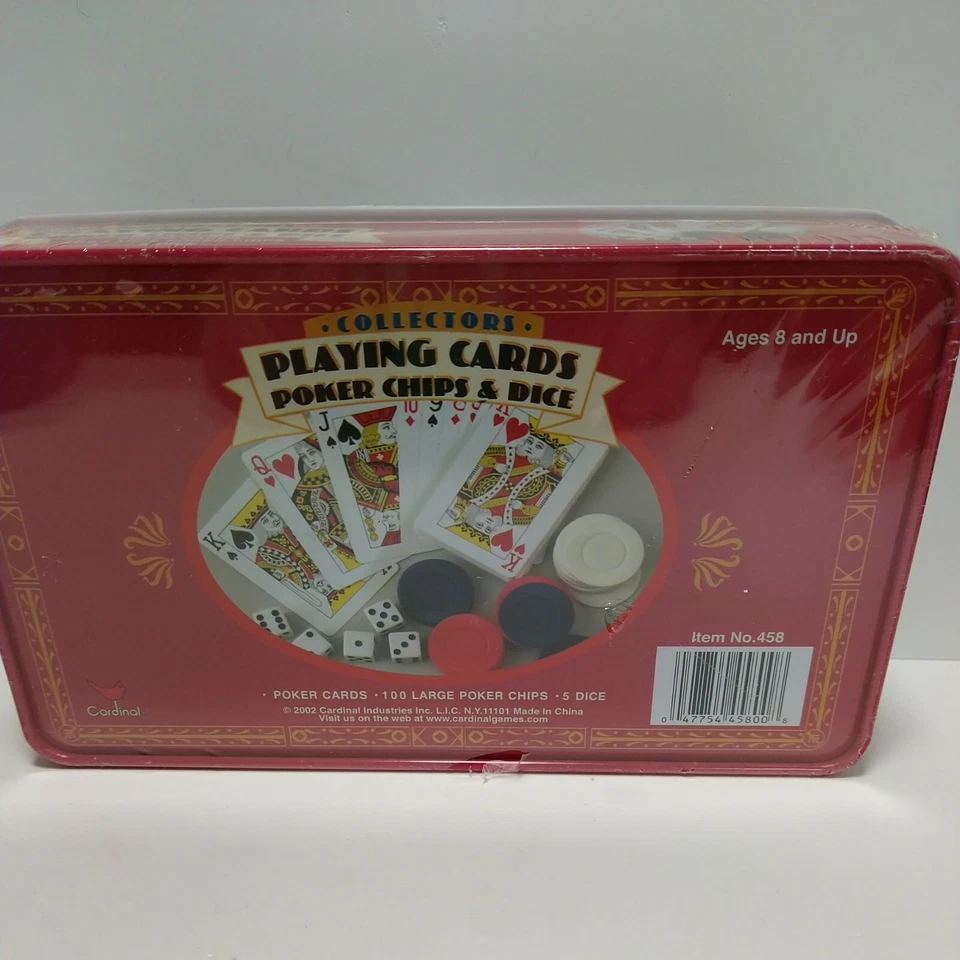 · COLLECTORS ·
PLAYING CARDS
POKER CHIPS & DICE
Ages 8 and Up
J
10
9
Q
K
K
Item No.458
0 47754 45800 8
Cardinal
· POKER CARDS · 100 LARGE POKER CHIPS · 5 DICE
© 2002 Cardinal Industries Inc. L.I.C. N.Y.11101 Made In China
Visit us on the web at www.cardinalgames.com